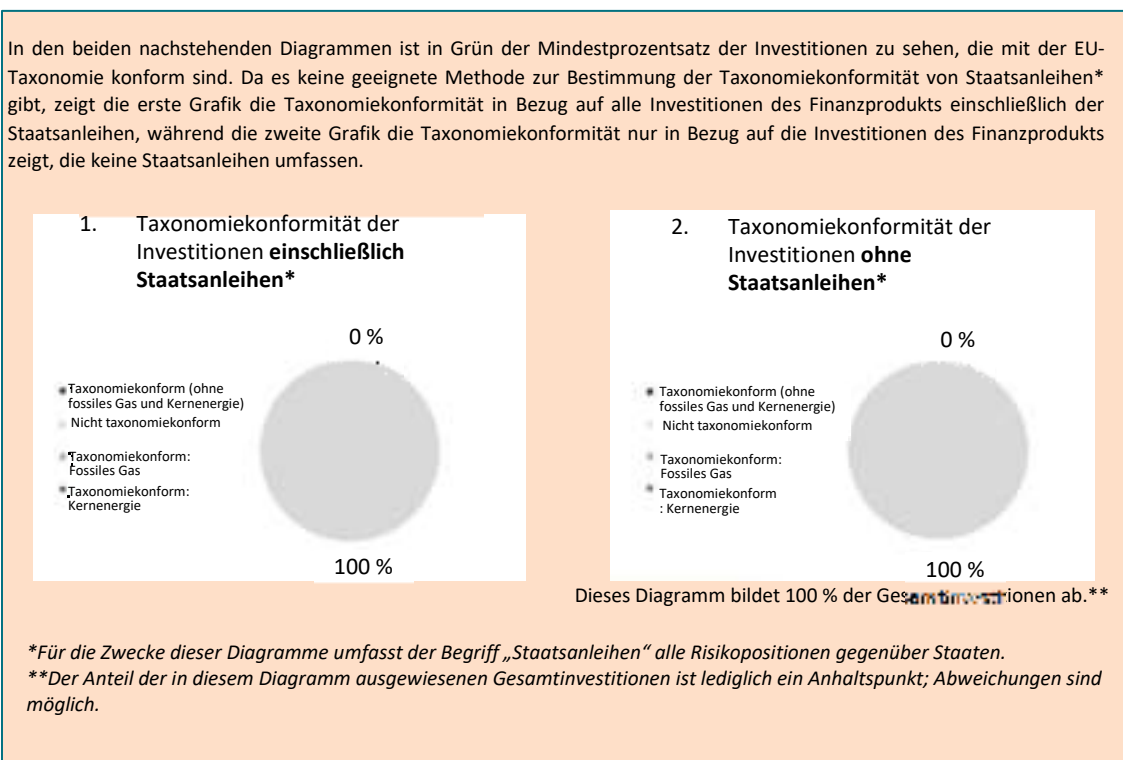 In den beiden nachstehenden Diagrammen ist in Grün der Mindestprozentsatz der Investitionen zu sehen, die mit der EU-
Taxonomie konform sind. Da es keine geeignete Methode zur Bestimmung der Taxonomiekonformität von Staatsanleihen*
gibt, zeigt die erste Grafik die Taxonomiekonformität in Bezug auf alle Investitionen des Finanzprodukts einschließlich der
Staatsanleihen, während die zweite Grafik die Taxonomiekonformität nur in Bezug auf die Investitionen des Finanzprodukts
zeigt, die keine Staatsanleihen umfassen.
1. Taxonomiekonformität der
Investitionen einschließlich
Staatsanleihen*
0 %
Taxonomiekonform (ohne
fossiles Gas und Kernenergie)
Nicht taxonomiekonform
Taxonomiekonform:
Fossiles Gas
Taxonomiekonform:
Kernenergie
100 %
2. Taxonomiekonformität der
Investitionen ohne
Staatsanleihen*
0 %
Taxonomiekonform (ohne
fossiles Gas und Kernenergie)
Nicht taxonomiekonform
Taxonomiekonform:
Fossiles Gas
Taxonomiekonform
: Kernenergie
100 %
Dieses Diagramm bildet 100 % der Gesamtinvestitionen ab.**
*Für die Zwecke dieser Diagramme umfasst der Begriff „Staatsanleihen“ alle Risikopositionen gegenüber Staaten.
**Der Anteil der in diesem Diagramm ausgewiesenen Gesamtinvestitionen ist lediglich ein Anhaltspunkt; Abweichungen sind
möglich.